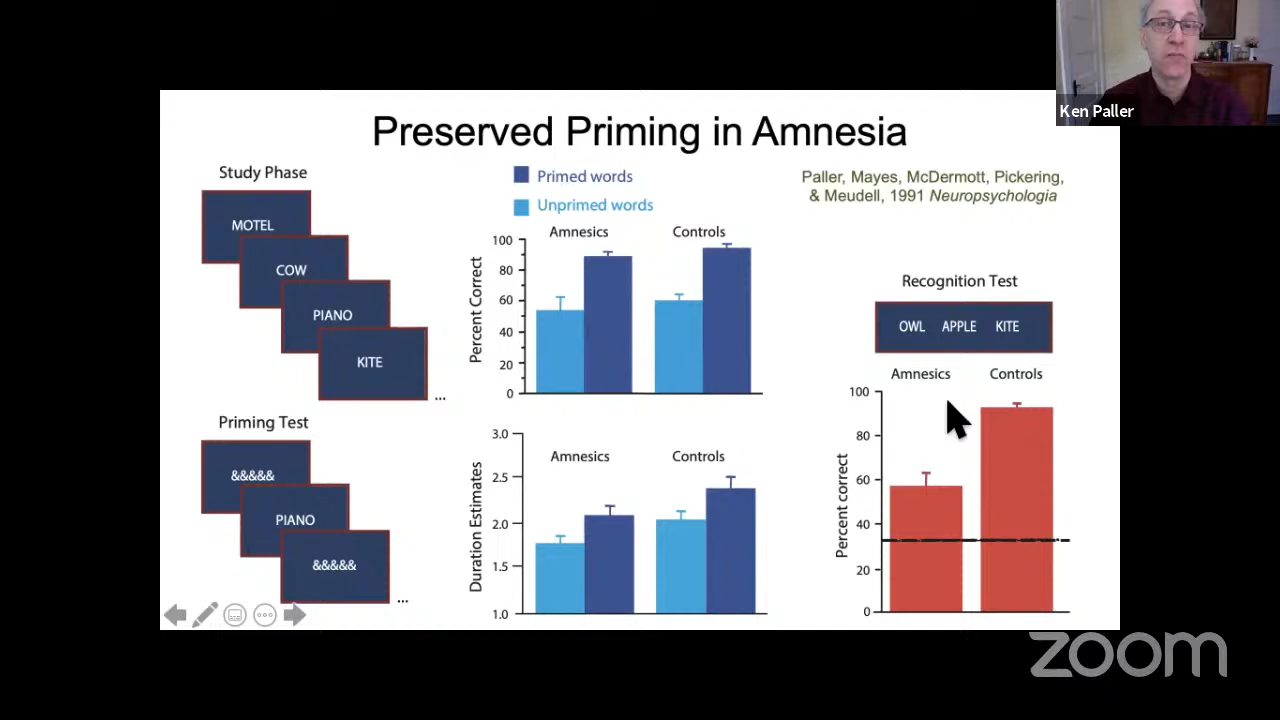 Ken Paller
Preserved Priming in Amnesia
Study Phase
MOTEL
COW
PIANO
KITE
...
Priming Test
&&&&&
PIANO
&&&&&
...
Primed words
Unprimed words
Amnesics Controls
Percent Correct
100
80
60
40
20
0
Amnesics Controls
Duration Estimates
3.0
2.5
2.0
1.5
1.0
Paller, Mayes, McDermott, Pickering,
& Meudell, 1991 Neuropsychologia
Recognition Test
OWL APPLE KITE
Amnesics Controls
Percent correct
100
80
60
40
20
0
zoom